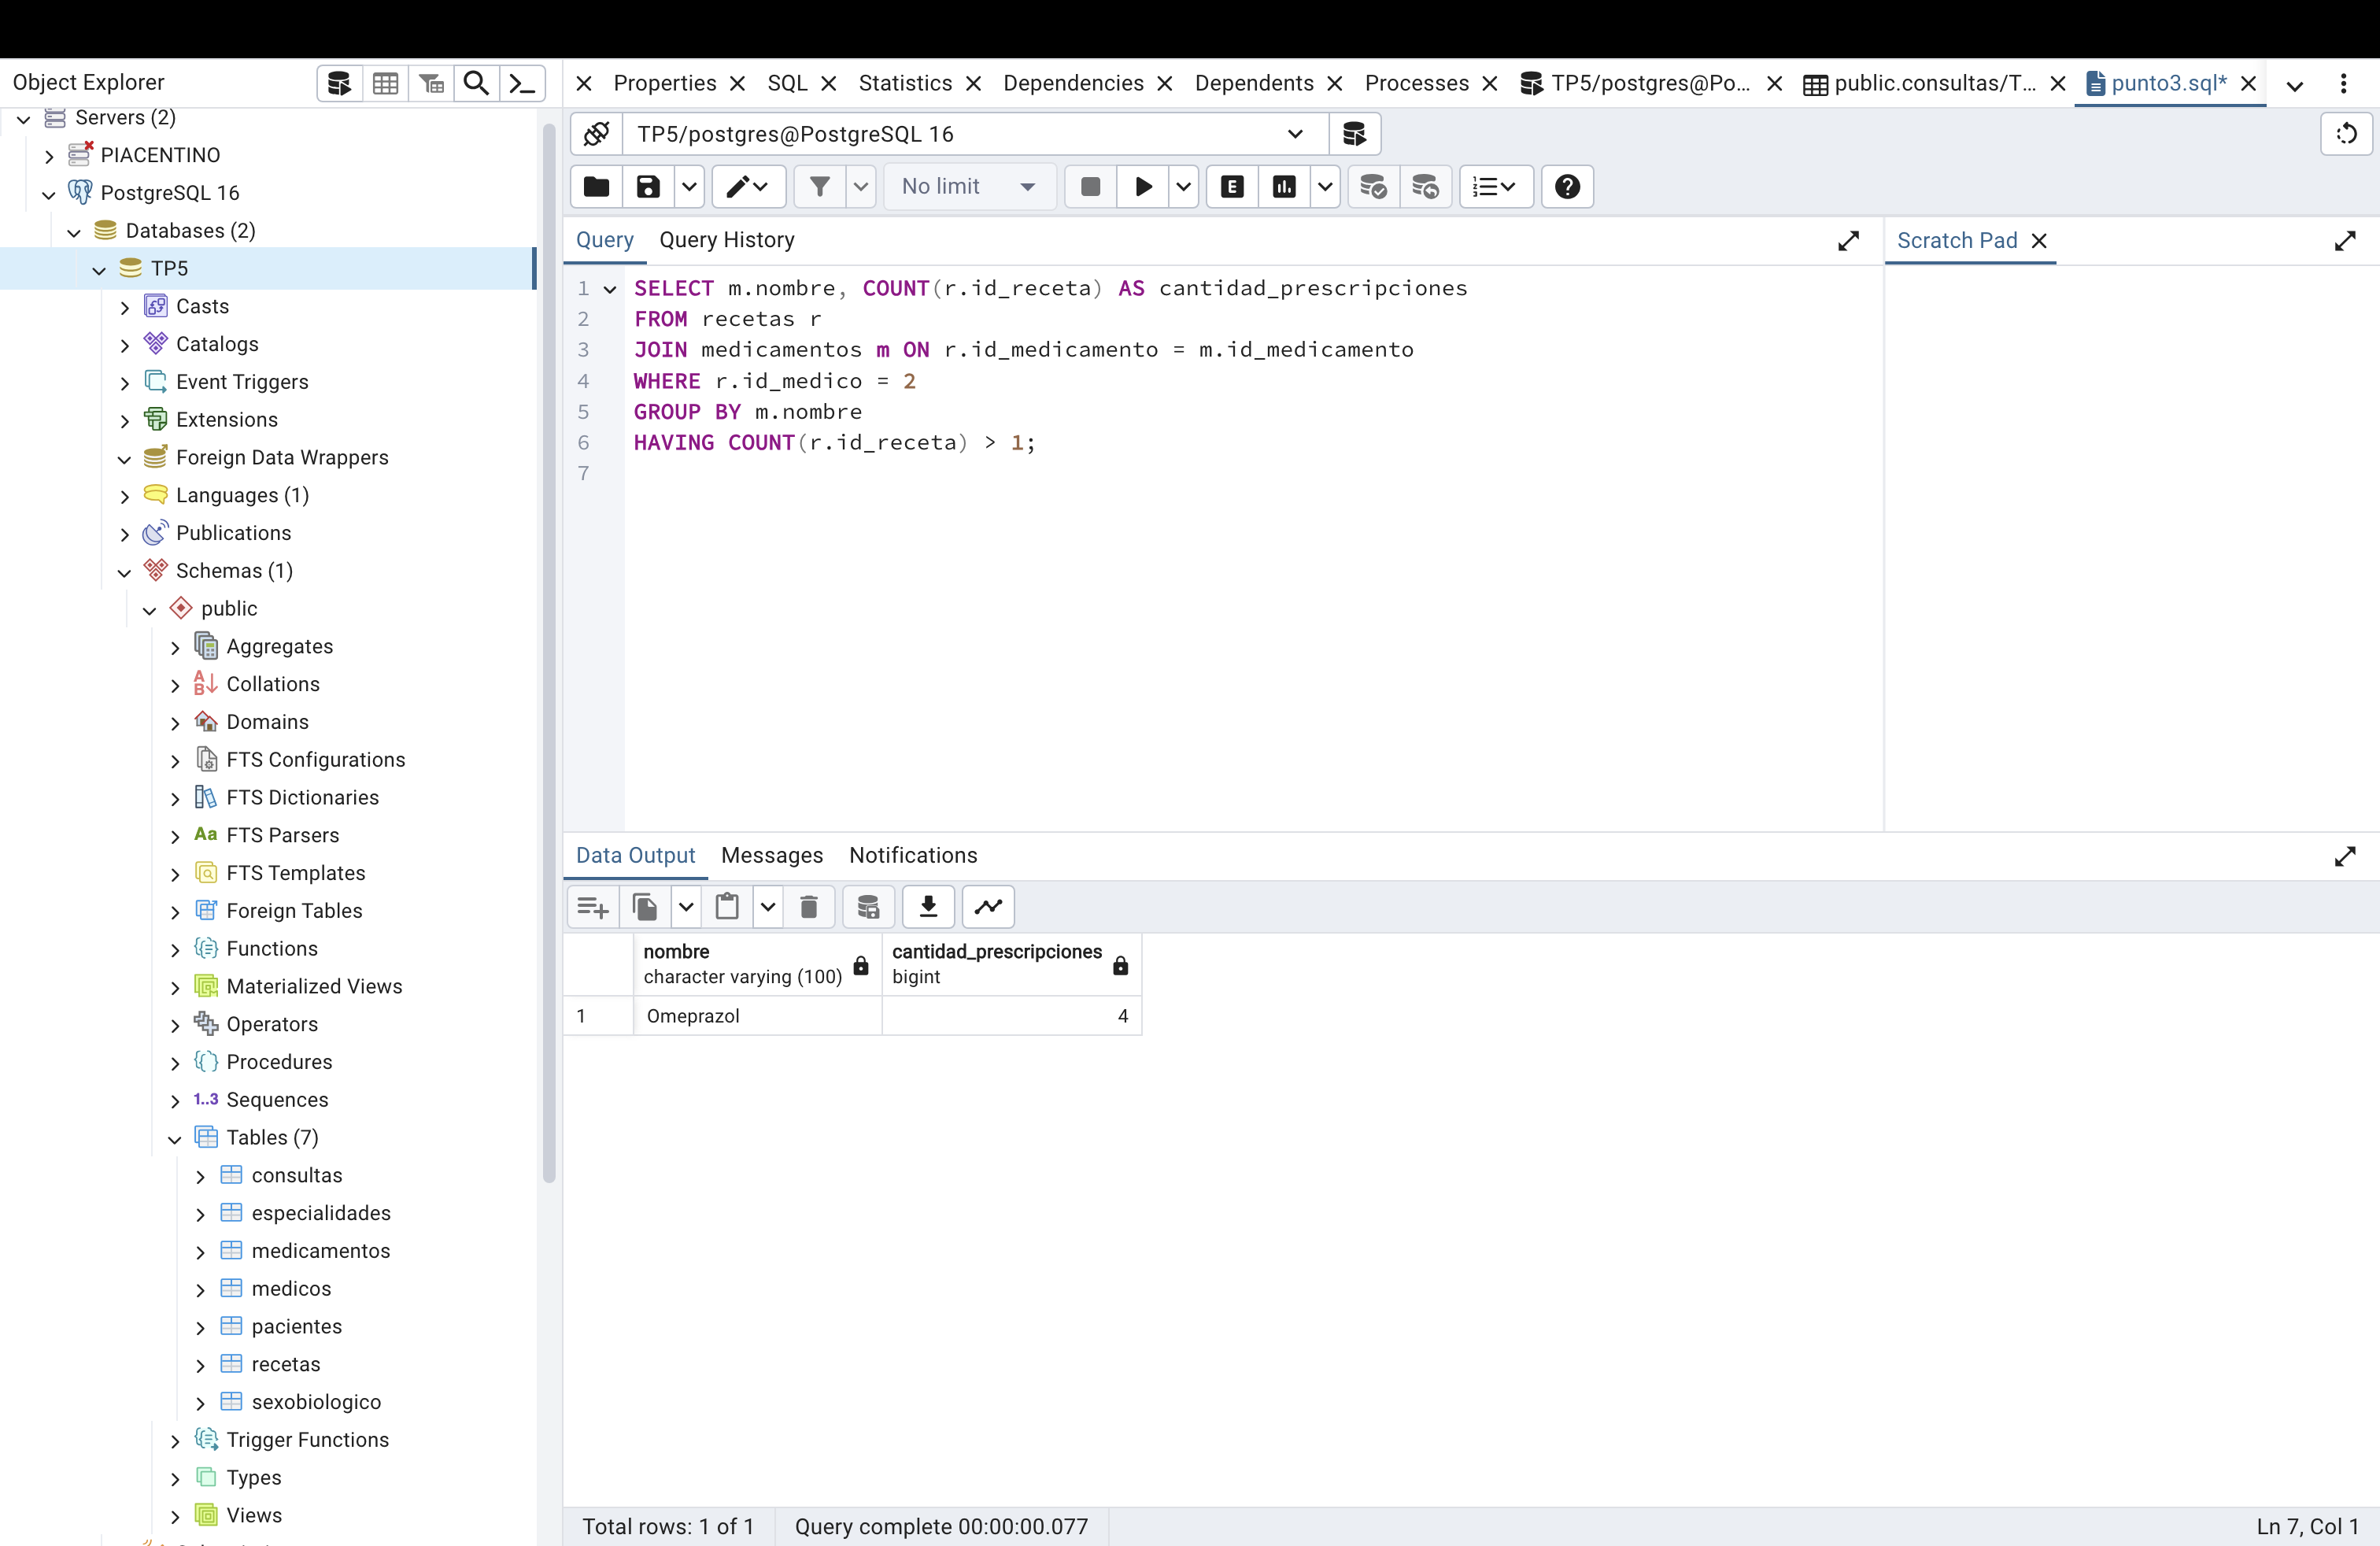 Object Explorer
Servers (2)
PIACENTINO
PostgreSQL 16
Databases (2)
TP5
Casts
Catalogs
Event Triggers
Extensions
Foreign Data Wrappers
Languages (1)
Publications
Schemas (1)
public
Aggregates
Collations
Domains
FTS Configurations
FTS Dictionaries
Aa FTS Parsers
FTS Templates
Foreign Tables
Functions
Materialized Views
Operators
Procedures
1..3 Sequences
Tables (7)
consultas
especialidades
medicamentos
medicos
pacientes
recetas
sexobiologico
Trigger Functions
Types
Views
Properties SQL Statistics Dependencies Dependents Processes TP5/postgres@Po... public.consultas/T... punto3.sql*
TP5/postgres@PostgreSQL 16
No limit
E
Query Query History
Scratch Pad
1 SELECT m.nombre, COUNT(r.id_receta) AS cantidad_prescripciones
2 FROM recetas r
3 JOIN medicamentos m ON r.id_medicamento = m.id_medicamento
4 WHERE r.id_medico = 2
5 GROUP BY m.nombre
6 HAVING COUNT(r.id_receta) > 1;
7
Data Output Messages Notifications
nombre cantidad_prescripciones
character varying (100) bigint
1 Omeprazol 4
Total rows: 1 of 1 Query complete 00:00:00.077 Ln 7, Col 1